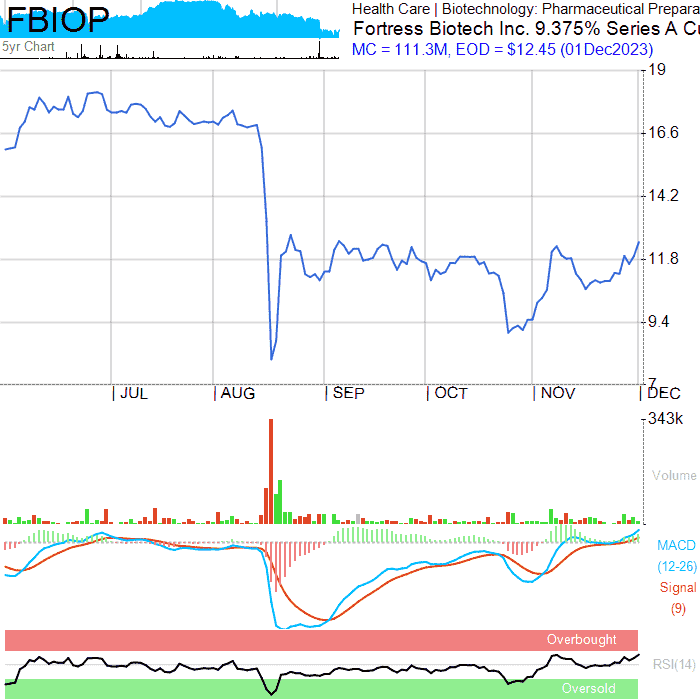 FBIOP
5yr Chart
Health Care | Biotechnology: Pharmaceutical Prepara
Fortress Biotech Inc. 9.375% Series A Cu
MC = 111.3M, EOD = $12.45 (01Dec2023)
19
16.6
14.2
11.8
9.4
7
JUL
AUG
SEP
OCT
NOV
DEC
343k
Volume
MACD
(12-26)
Signal
(9)
Overbought
RSI(14)
Oversold